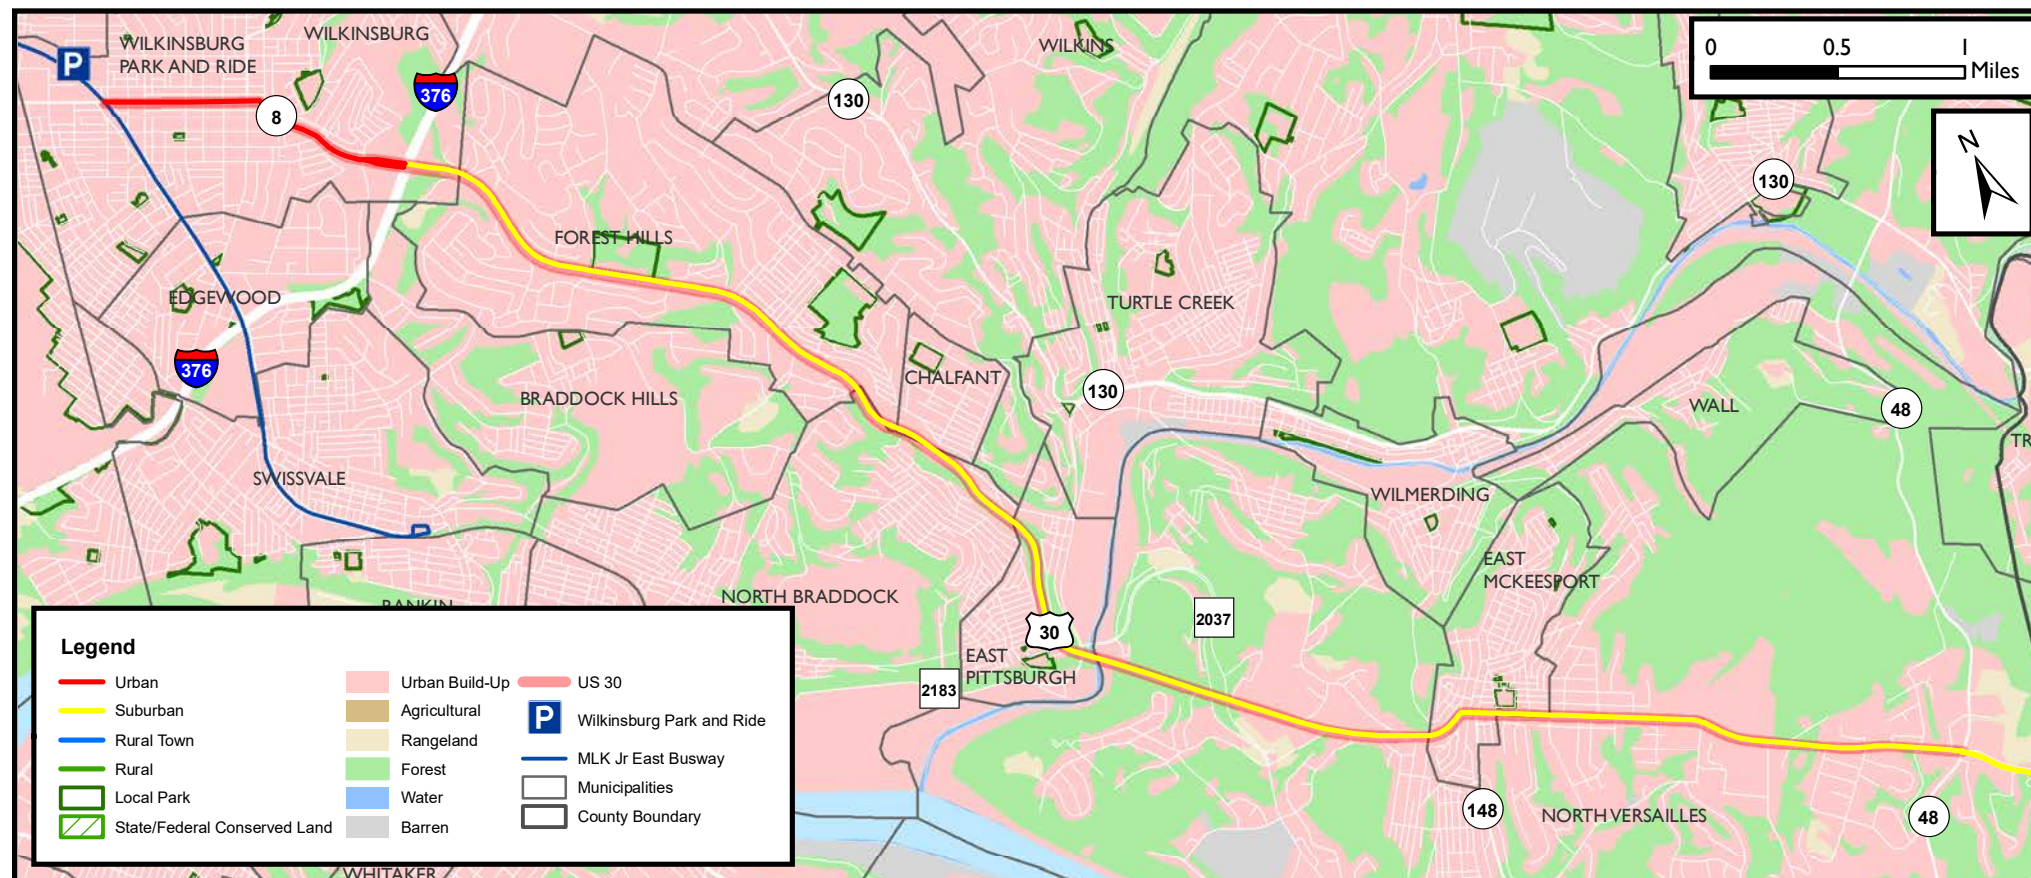 WILKINSBURG
PARK AND RIDE
WILKINSBURG
WILKINS
0 0.5 1
Miles
P
376
130
8
N
130
FOREST HILLS
EDGEWOOD
TURTLE CREEK
376
CHALFANT
BRADDOCK HILLS
130
WALL
48
TR
SWISSVALE
WILMERDING
EAST
MCKEESPORT
NORTH BRADDOCK
RANKIN
2037
30
EAST
PITTSBURGH
2183
148
NORTH VERSAILLES
48
WHITAKER
Legend
Urban
Suburban
Rural Town
Rural
Local Park
State/Federal Conserved Land
Urban Build-Up
Agricultural
Rangeland
Forest
Water
Barren
US 30
P Wilkinsburg Park and Ride
MLK Jr East Busway
Municipalities
County Boundary